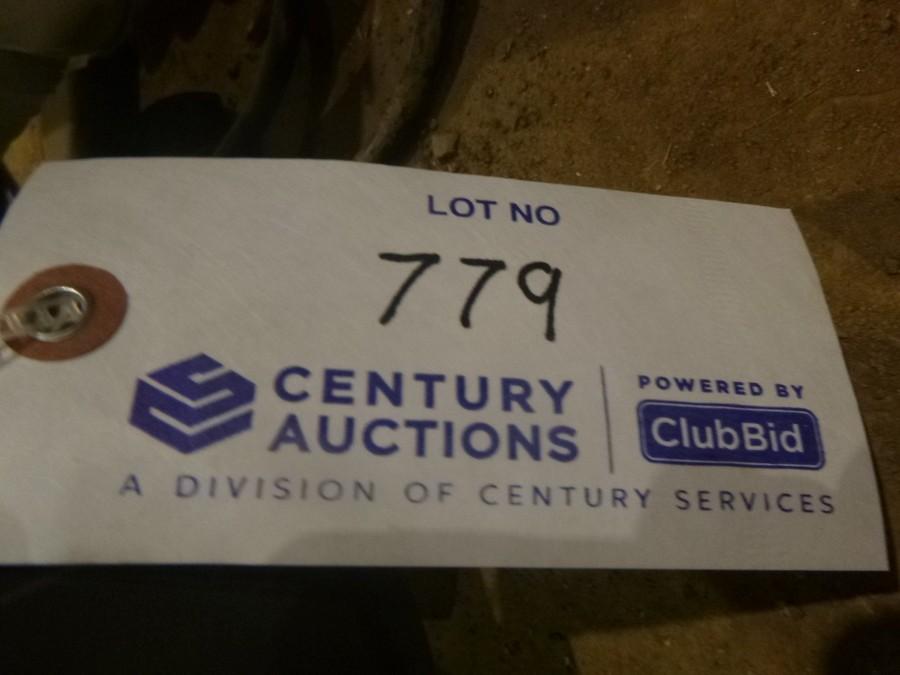 LOT NO
779
CENTURY
AUCTIONS
POWERED BY
ClubBid
A DIVISION OF CENTURY SERVICES